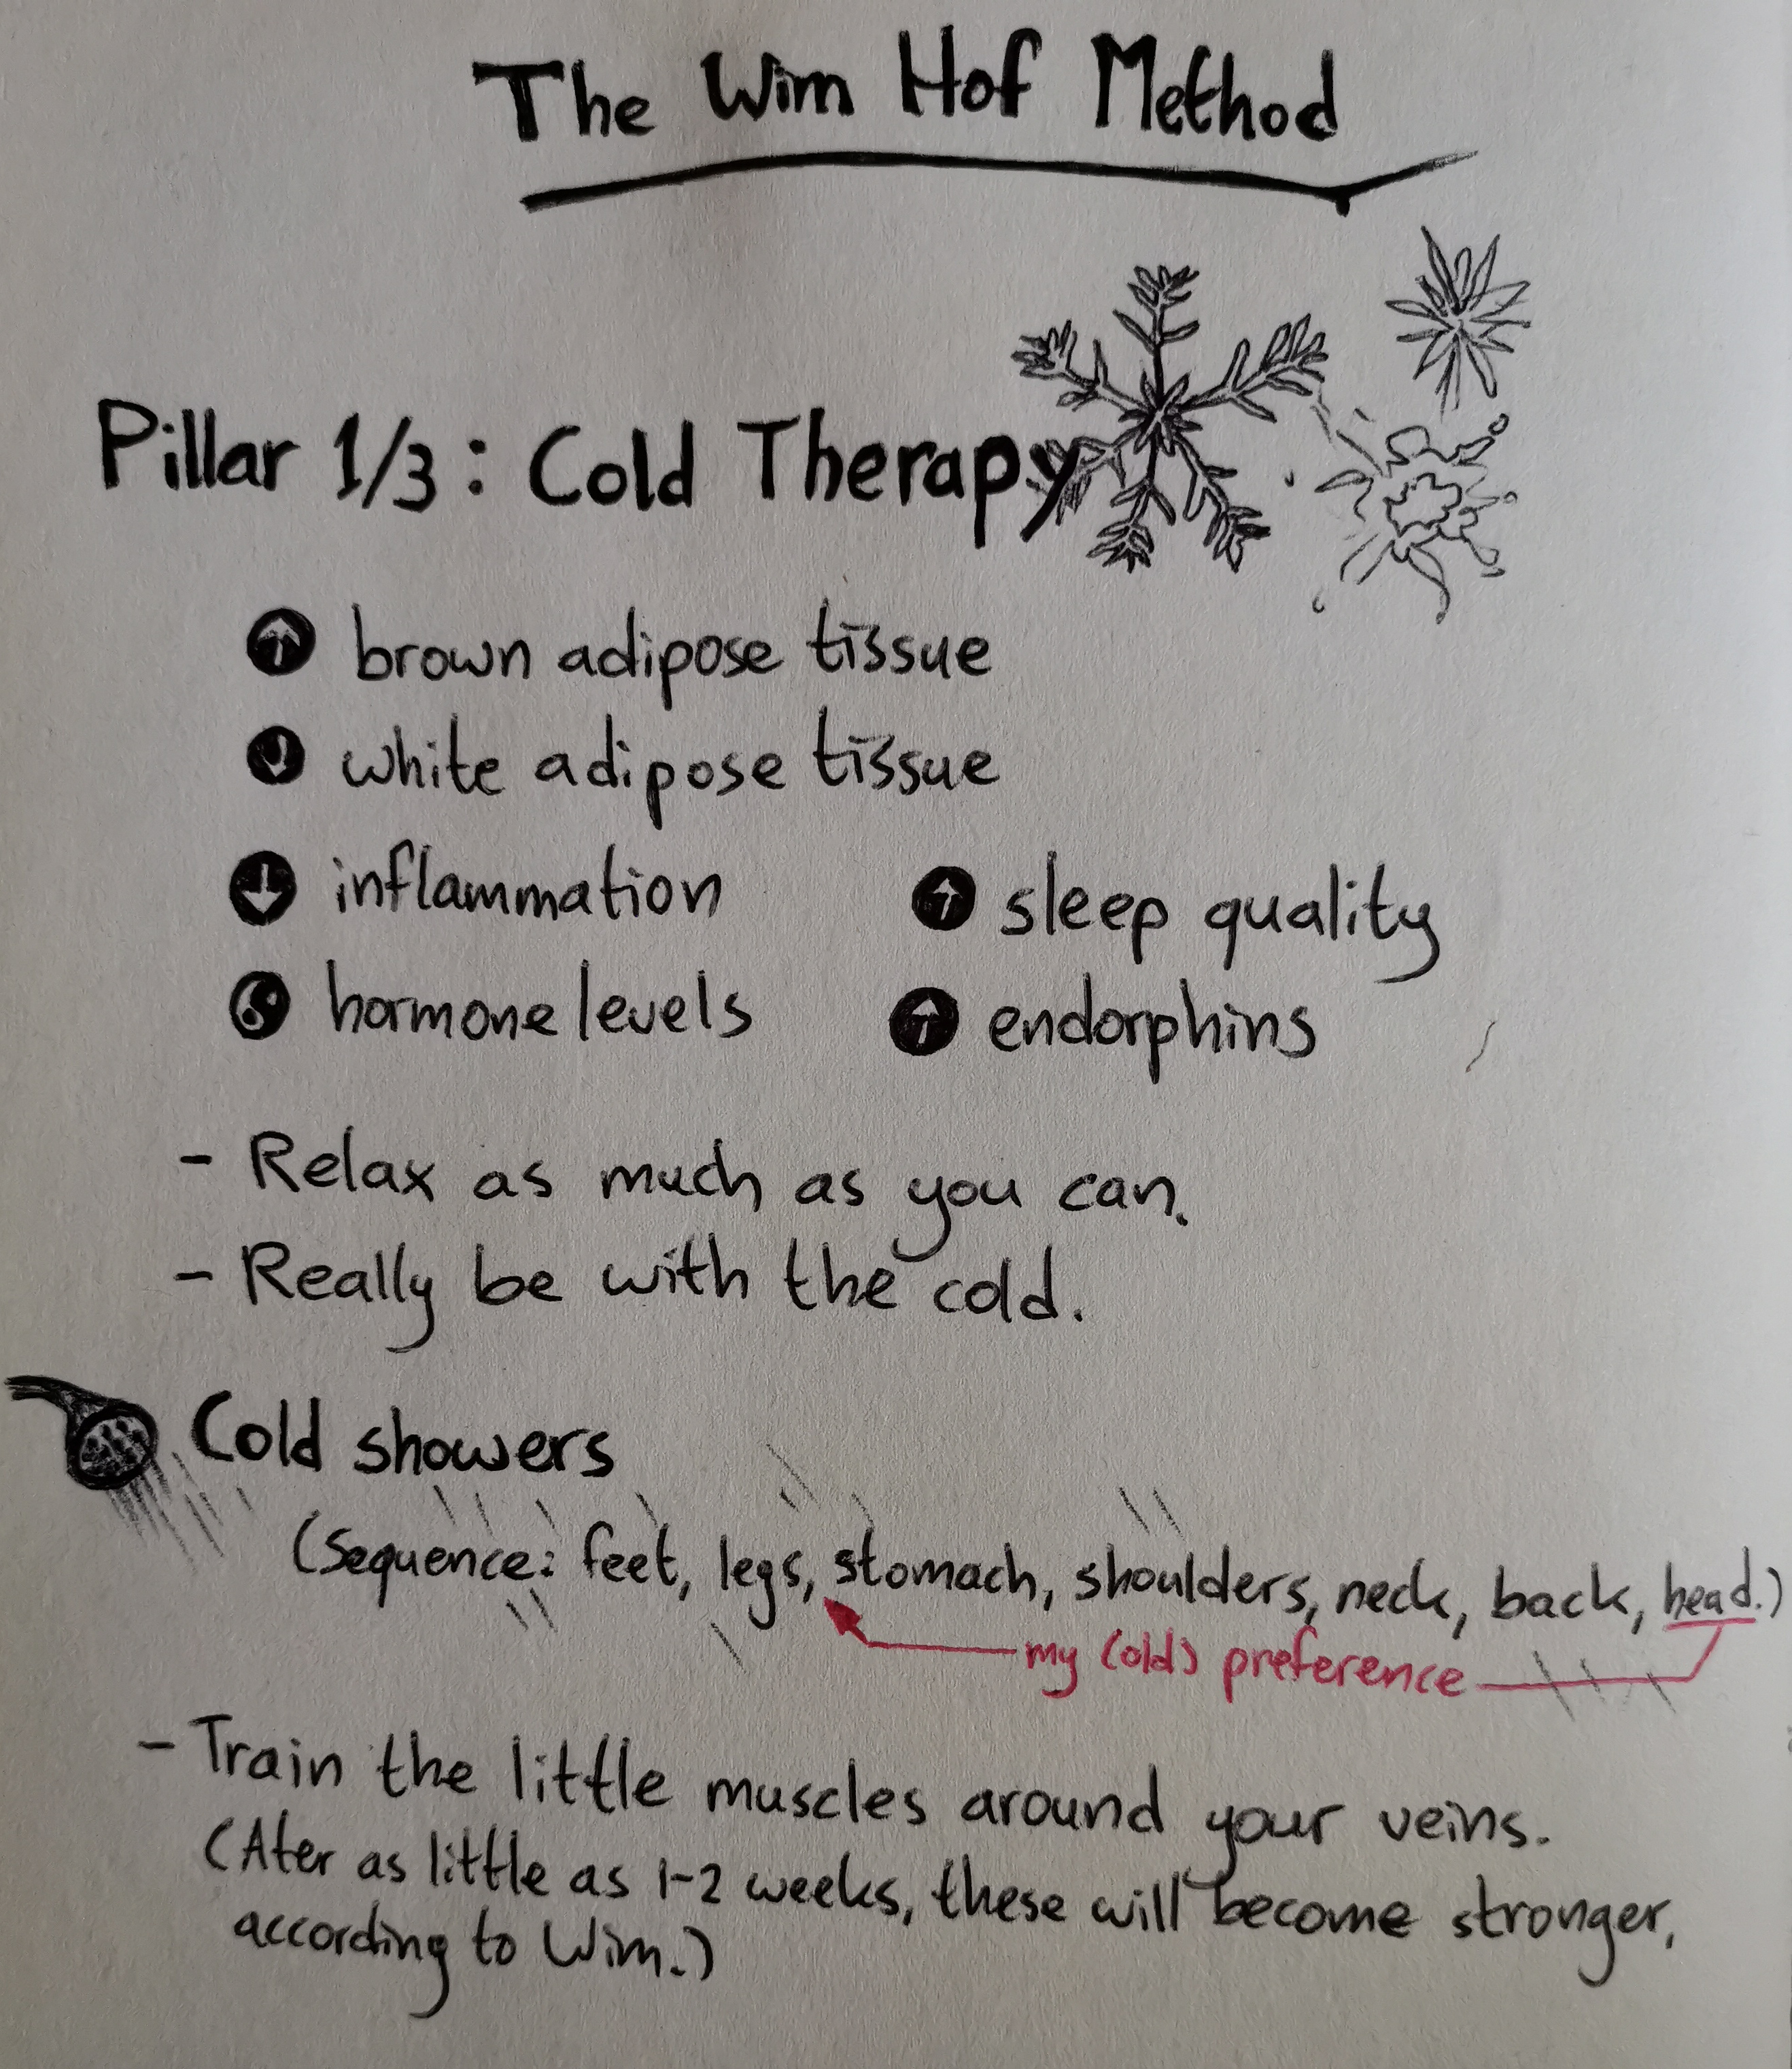 The Wim Hof Method
Pillar 1/3: Cold Therapy
↑ brown adipose tissue
↓ white adipose tissue
↓ inflammation
↑ sleep quality
☯ hormone levels
↑ endorphins
- Relax as much as you can.
- Really be with the cold.
Cold showers
(Sequence: feet, legs, stomach, shoulders, neck, back, head.)
my (old) preference
- Train the little muscles around your veins.
(Ater as little as 1-2 weeks, these will become stronger,
according to Wim.)